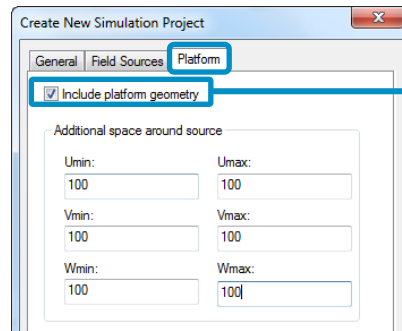 Create New Simulation Project
General Field Sources Platform
Include platform geometry
Additional space around source
Umin: Umax:
100 100
Vmin: Vmax:
100 100
Wmin: Wmax:
100 100